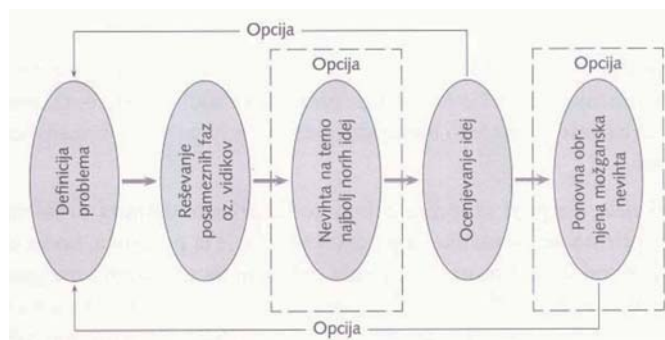 Opcija
Opcija
Opcija
Definicija
problema
Reševanje
posameznih faz
oz. vidikov
Nevihta na temo
najbolj norih idej
Ocenjevanje idej
Ponovna obr-
njena možganska
nevihta
Opcija